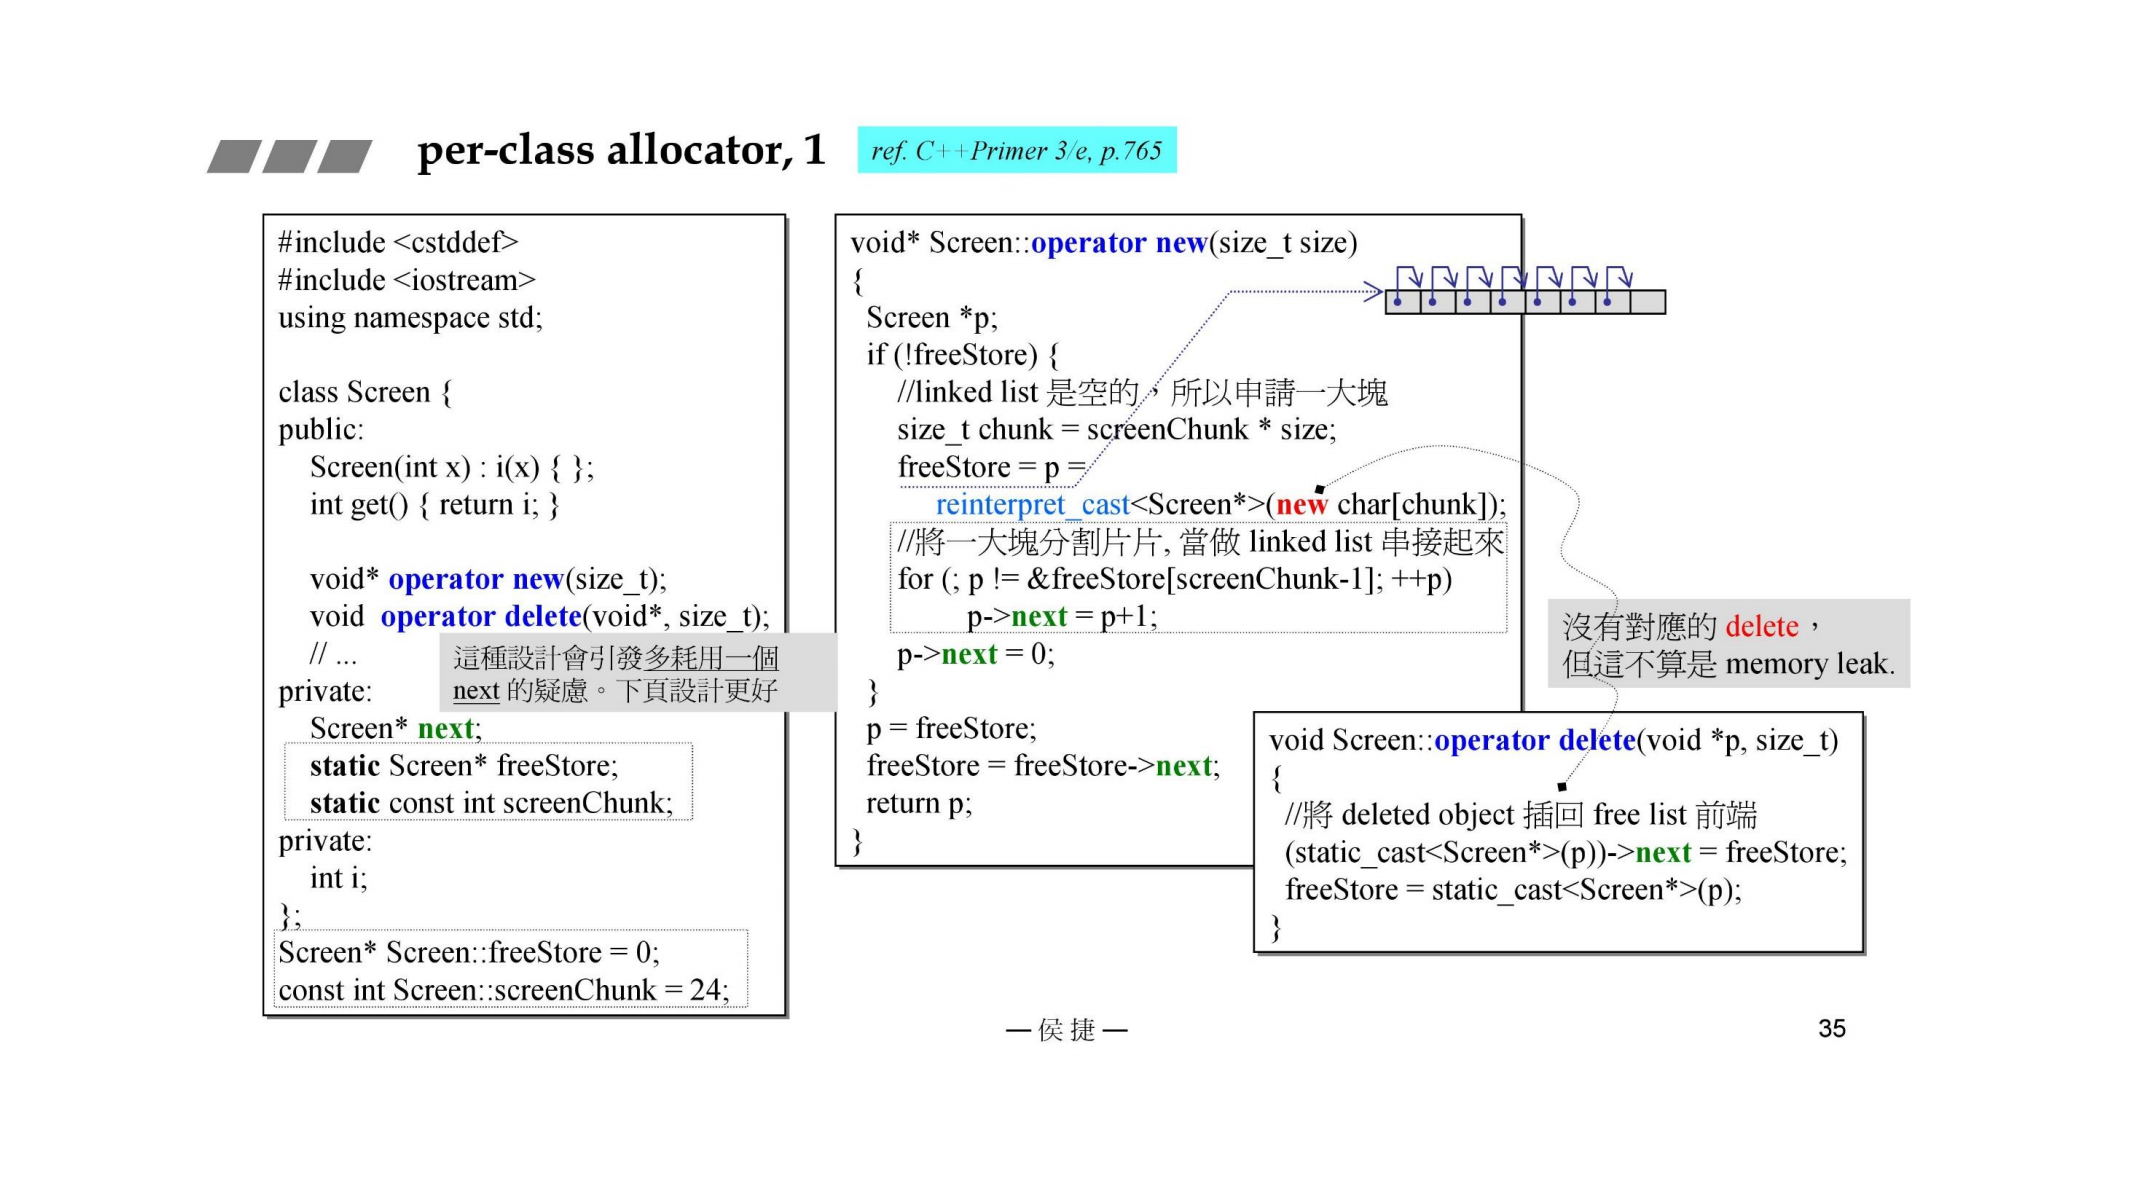 per-class allocator, 1
ref. C++Primer 3/e, p.765
#include <cstddef>
#include <iostream>
using namespace std;
class Screen {
public:
Screen(int x) : i(x) { };
int get() { return i; }
void* operator new(size_t);
void operator delete(void*, size_t);
// ...
這種設計會引發多耗用一個
next 的疑慮。下頁設計更好
private:
Screen* next;
static Screen* freeStore;
static const int screenChunk;
private:
int i;
};
Screen* Screen::freeStore = 0;
const int Screen::screenChunk = 24;
void* Screen::operator new(size_t size)
{
Screen *p;
if (!freeStore) {
//linked list 是空的，所以申請一大塊
size_t chunk = screenChunk * size;
freeStore = p =
reinterpret_cast<Screen*>(new char[chunk]);
//將一大塊分割片片, 當做 linked list 串接起來
for (; p != &freeStore[screenChunk-1]; ++p)
p->next = p+1;
p->next = 0;
}
p = freeStore;
freeStore = freeStore->next;
return p;
}
沒有對應的 delete，
但這不算是 memory leak.
void Screen::operator delete(void *p, size_t)
{
//將 deleted object 插回 free list 前端
(static_cast<Screen*>(p))->next = freeStore;
freeStore = static_cast<Screen*>(p);
}
— 侯捷 —
35